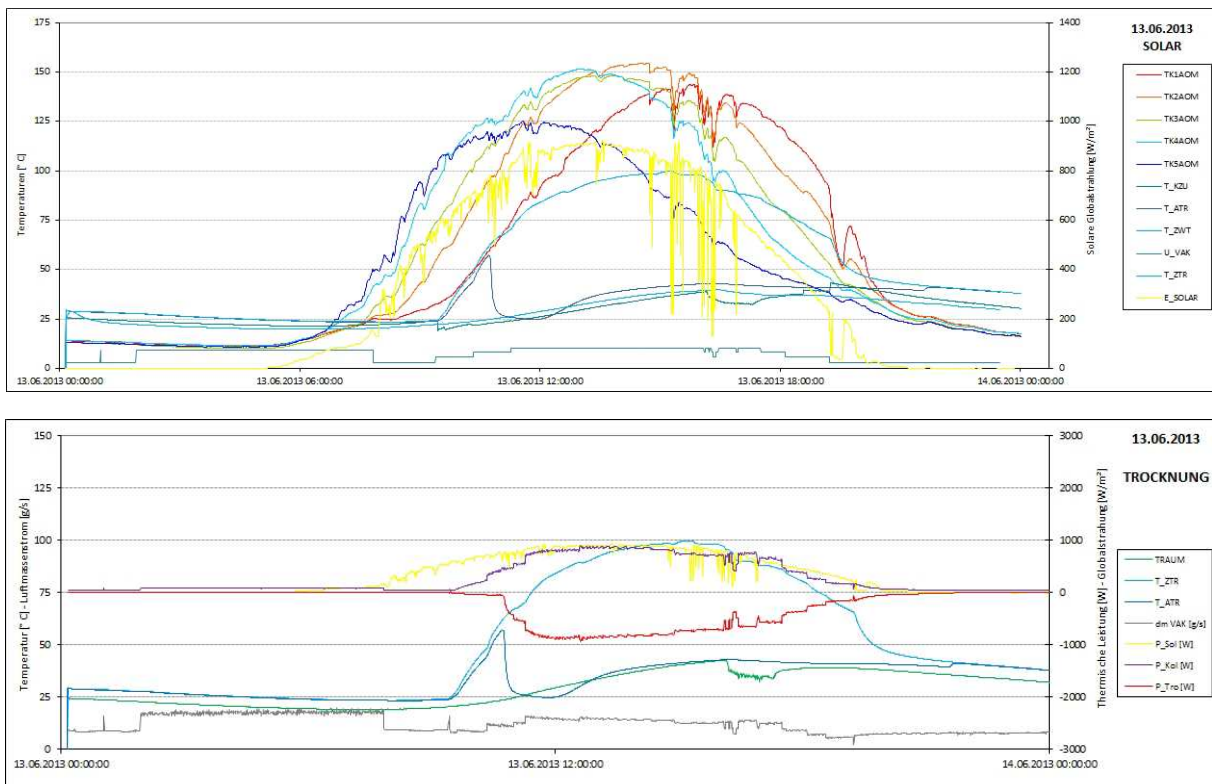 175
150
125
100
75
50
25
0
Temperaturen [° C]
1400
1200
1000
800
600
400
200
0
Solare Globalstrahlung [W/m²]
13.06.2013 00:00:00
13.06.2013 06:00:00
13.06.2013 12:00:00
13.06.2013 18:00:00
14.06.2013 00:00:00
13.06.2013
SOLAR
TK1AOM
TK2AOM
TK3AOM
TK4AOM
TK5AOM
T_KZU
T_ATR
T_ZWT
U_VAK
T_ZTR
E_SOLAR
150
125
100
75
50
25
0
Temperatur [° C] - Luftmassenstrom [g/s]
3000
2000
1000
0
-1000
-2000
-3000
Thermische Leistung [W] - Globalstrahung [W/m²]
13.06.2013 00:00:00
13.06.2013 12:00:00
14.06.2013 00:00:00
13.06.2013
TROCKNUNG
TRAUM
T_ZTR
T_ATR
dm VAK [g/s]
P_Sol [W]
P_Kol [W]
P_Tro [W]